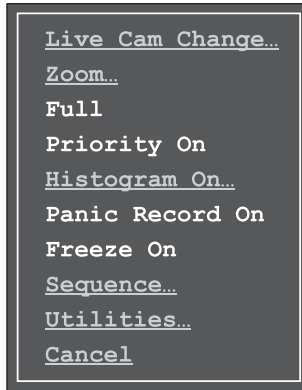 Live Cam Change…
Zoom…
Full
Priority On
Histogram On…
Panic Record On
Freeze On
Sequence…
Utilities…
Cancel